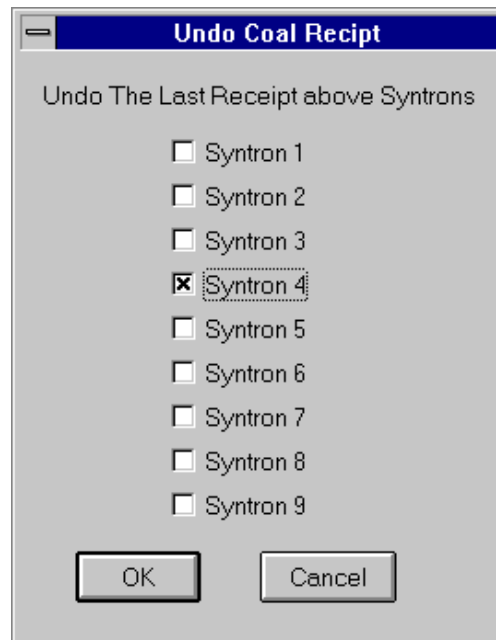 Undo Coal Recipt
Undo The Last Receipt above Syntrons
Syntron 1
Syntron 2
Syntron 3
Syntron 4
Syntron 5
Syntron 6
Syntron 7
Syntron 8
Syntron 9
OK Cancel